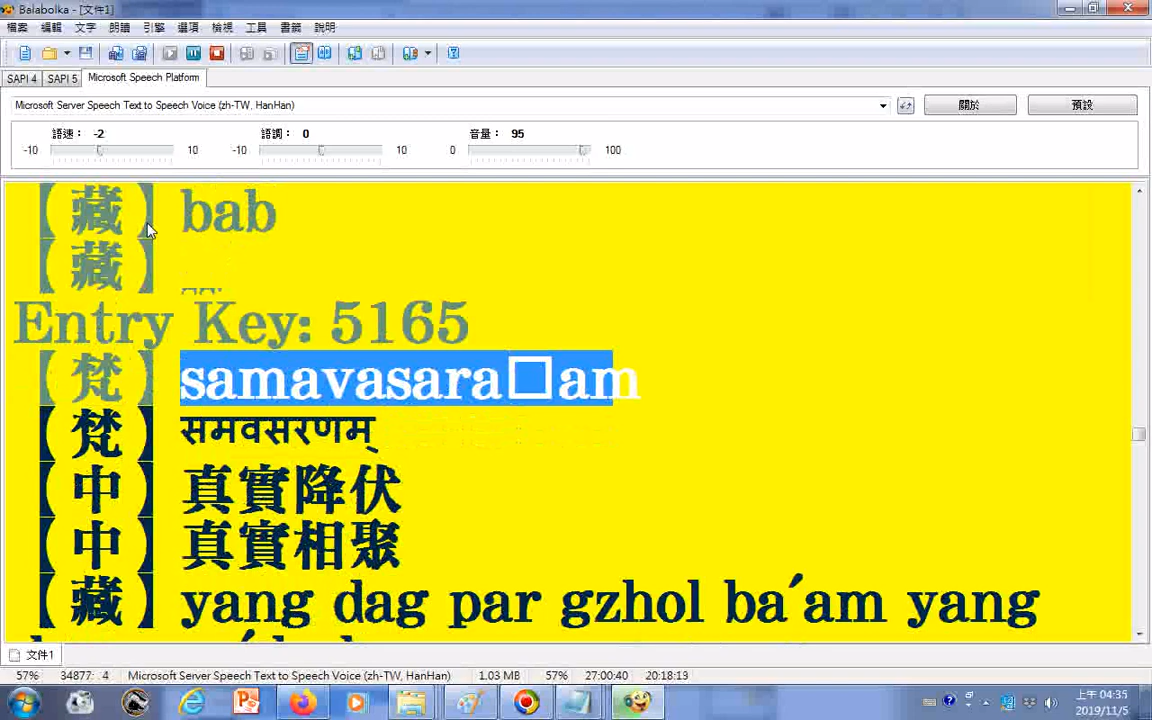 Balabolka - [文件1]
檔案 編輯 文字 朗讀 引擎 選項 檢視 工具 書籤 說明
SAPI 4 SAPI 5 Microsoft Speech Platform
Microsoft Server Speech Text to Speech Voice (zh-TW, HanHan) 關於 預設
語速： -2 語調： 0 音量： 95
-10 10 -10 10 0 100
【藏】 bab
【藏】
Entry Key: 5165
【梵】 samavasara□am
【梵】 समवसरणम्
【中】 真實降伏
【中】 真實相聚
【藏】 yang dag par gzhol ba´am yang
文件1
57% 34877: 4 Microsoft Server Speech Text to Speech Voice (zh-TW, HanHan) 1.03 MB 57% 27:00:40 20:18:13
上午 04:35
2019/11/5